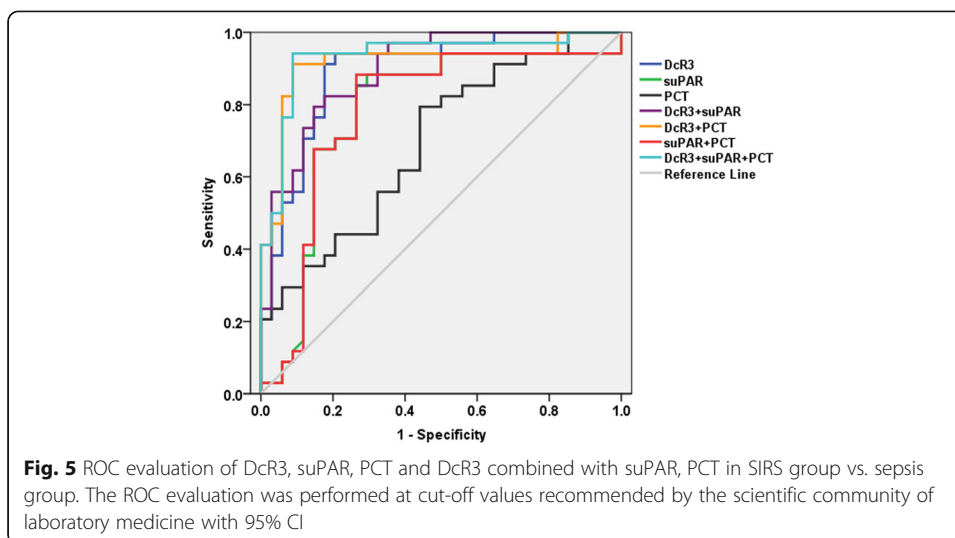 1.0
0.8
0.6
0.4
0.2
0.0
Sensitivity
0.0 0.2 0.4 0.6 0.8 1.0
1 - Specificity
DcR3
suPAR
PCT
DcR3+suPAR
DcR3+PCT
suPAR+PCT
DcR3+suPAR+PCT
Reference Line
Fig. 5 ROC evaluation of DcR3, suPAR, PCT and DcR3 combined with suPAR, PCT in SIRS group vs. sepsis
group. The ROC evaluation was performed at cut-off values recommended by the scientific community of
laboratory medicine with 95% CI